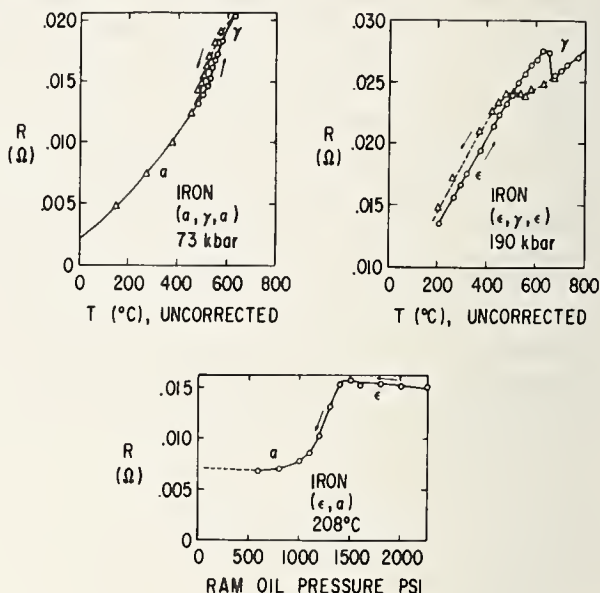 .020
.015
.010
.005
0
R
(Ω)
γ
α
IRON
(α, γ, α)
73 kbar
0 200 400 600 800
T (°C), UNCORRECTED
.030
.025
.020
.015
.010
R
(Ω)
γ
ϵ
IRON
(ϵ, γ, ϵ)
190 kbar
200 400 600 800
T (°C), UNCORRECTED
.015
.010
.005
0
R
(Ω)
α
ϵ
IRON
(ϵ, α)
208°C
0 500 1000 1500 2000
RAM OIL PRESSURE PSI